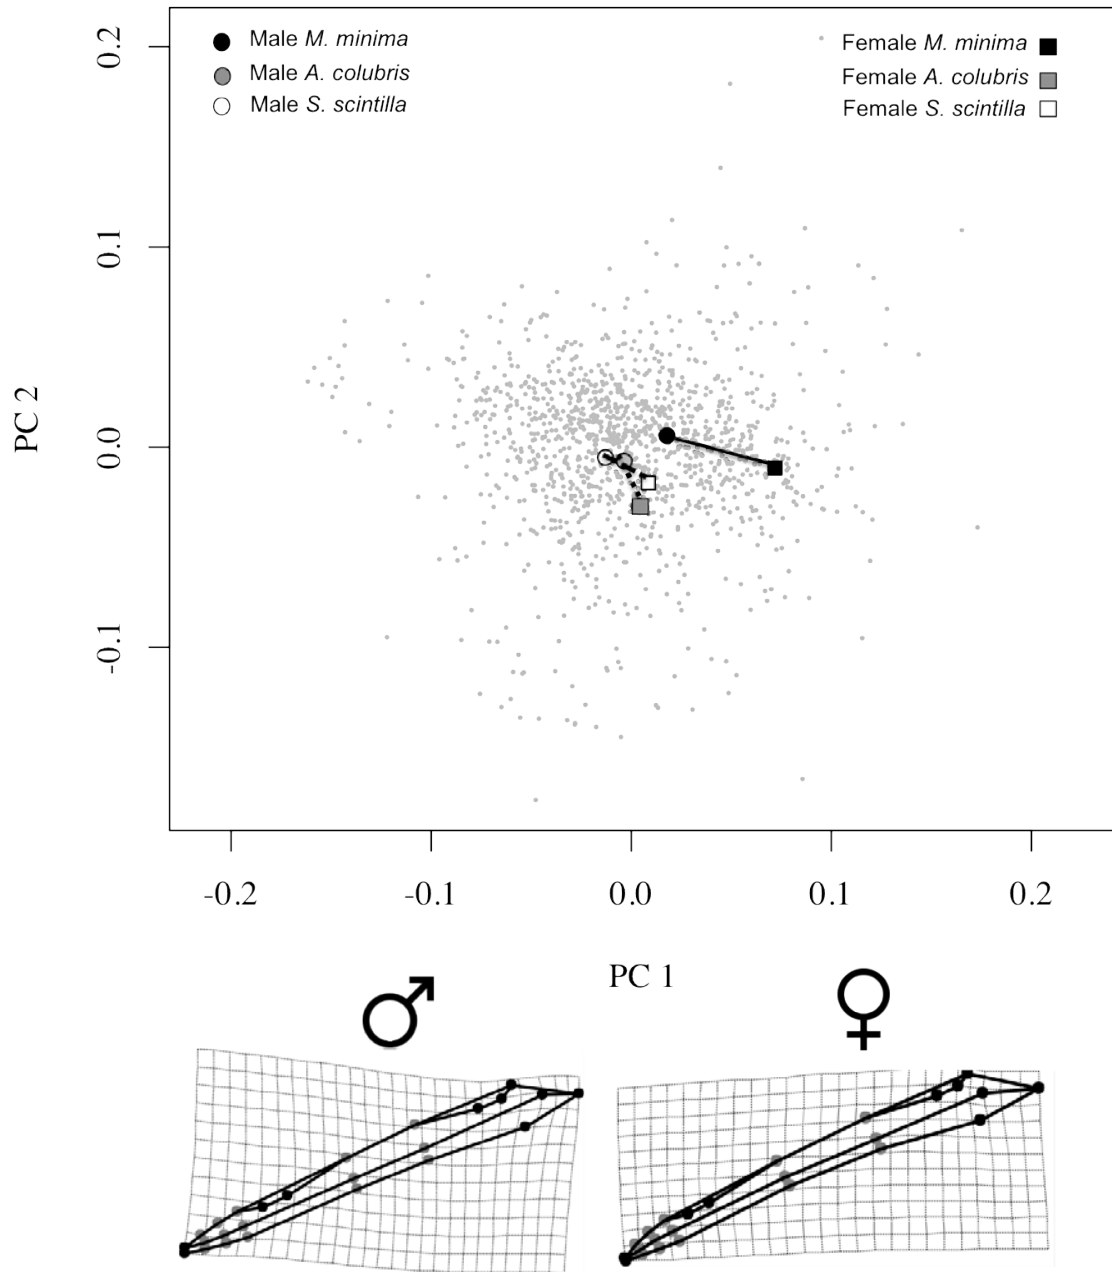 Male M. minima
Male A. colubris
Male S. scintilla
Female M. minima
Female A. colubris
Female S. scintilla
PC 2
0.2
0.1
0.0
-0.1
-0.2
-0.1
0.0
0.1
0.2
PC 1
♂
♀